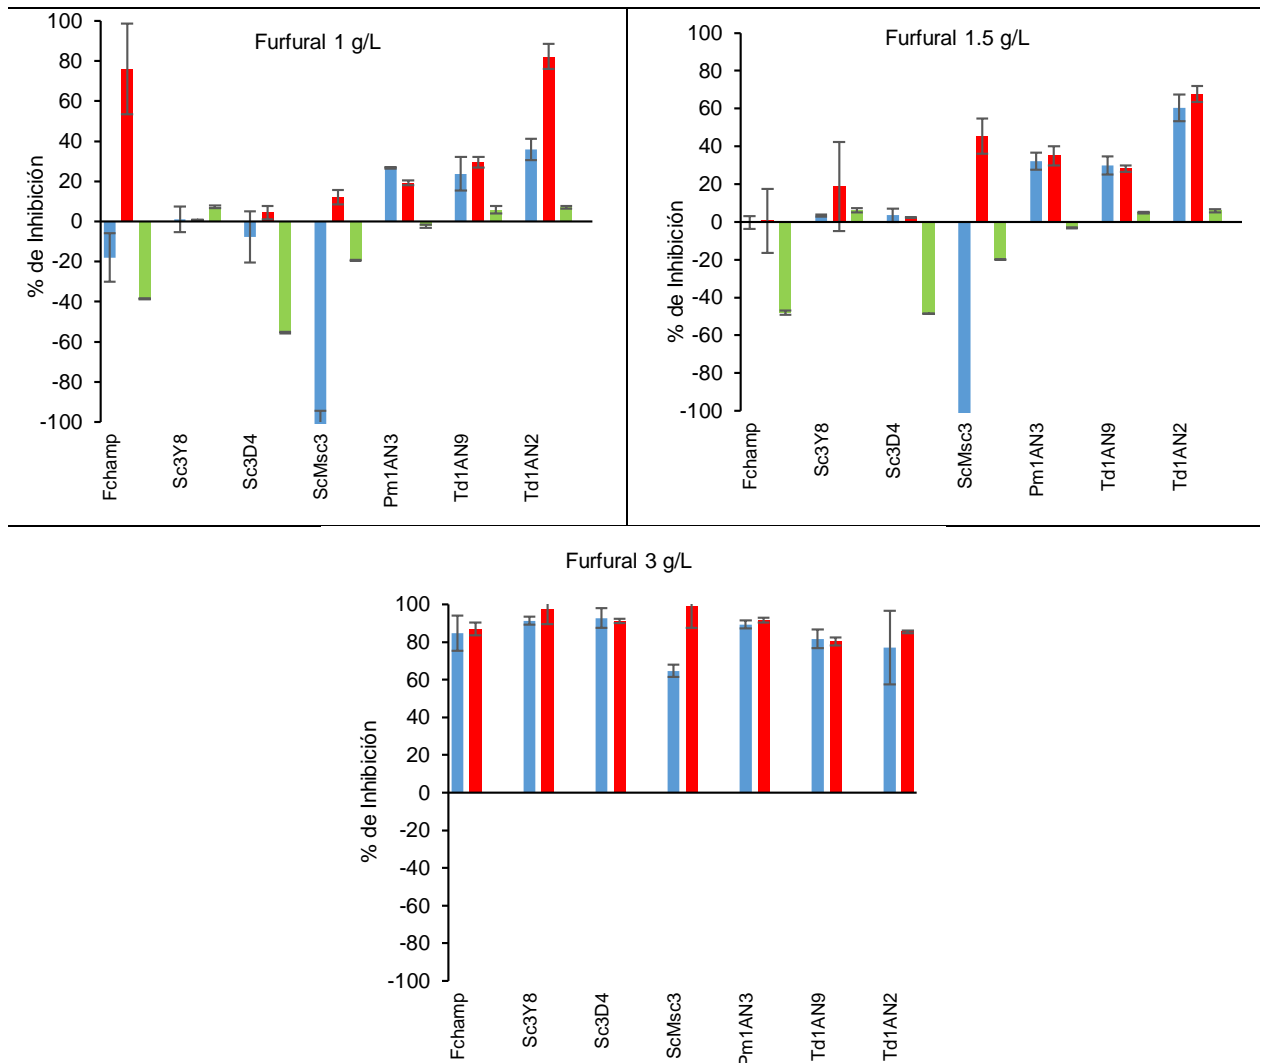 Furfural 1 g/L
% de Inhibición
100
80
60
40
20
0
-20
-40
-60
-80
-100
Fchamp
Sc3Y8
Sc3D4
ScMsc3
Pm1AN3
Td1AN9
Td1AN2
Furfural 1.5 g/L
% de Inhibición
100
80
60
40
20
0
-20
-40
-60
-80
-100
Fchamp
Sc3Y8
Sc3D4
ScMsc3
Pm1AN3
Td1AN9
Td1AN2
Furfural 3 g/L
% de Inhibición
100
80
60
40
20
0
-20
-40
-60
-80
-100
Fchamp
Sc3Y8
Sc3D4
ScMsc3
Pm1AN3
Td1AN9
Td1AN2